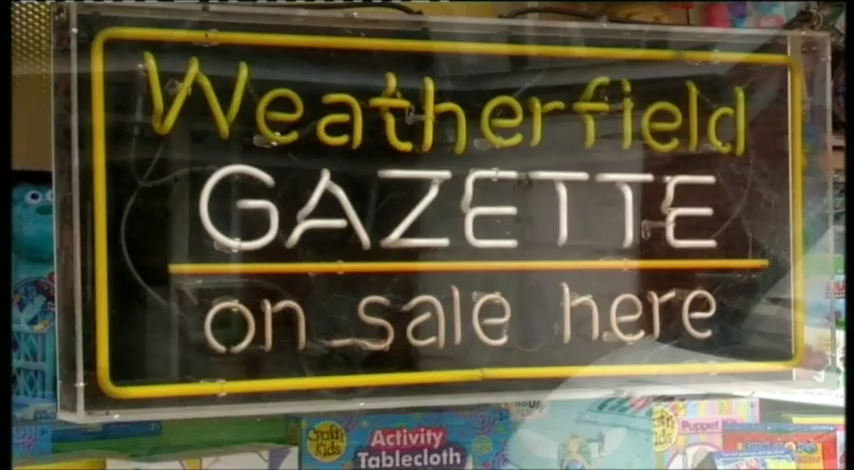 Weatherfield
GAZETTE
on sale here
Crafty Kids
Activity
Tablecloth
Puppet